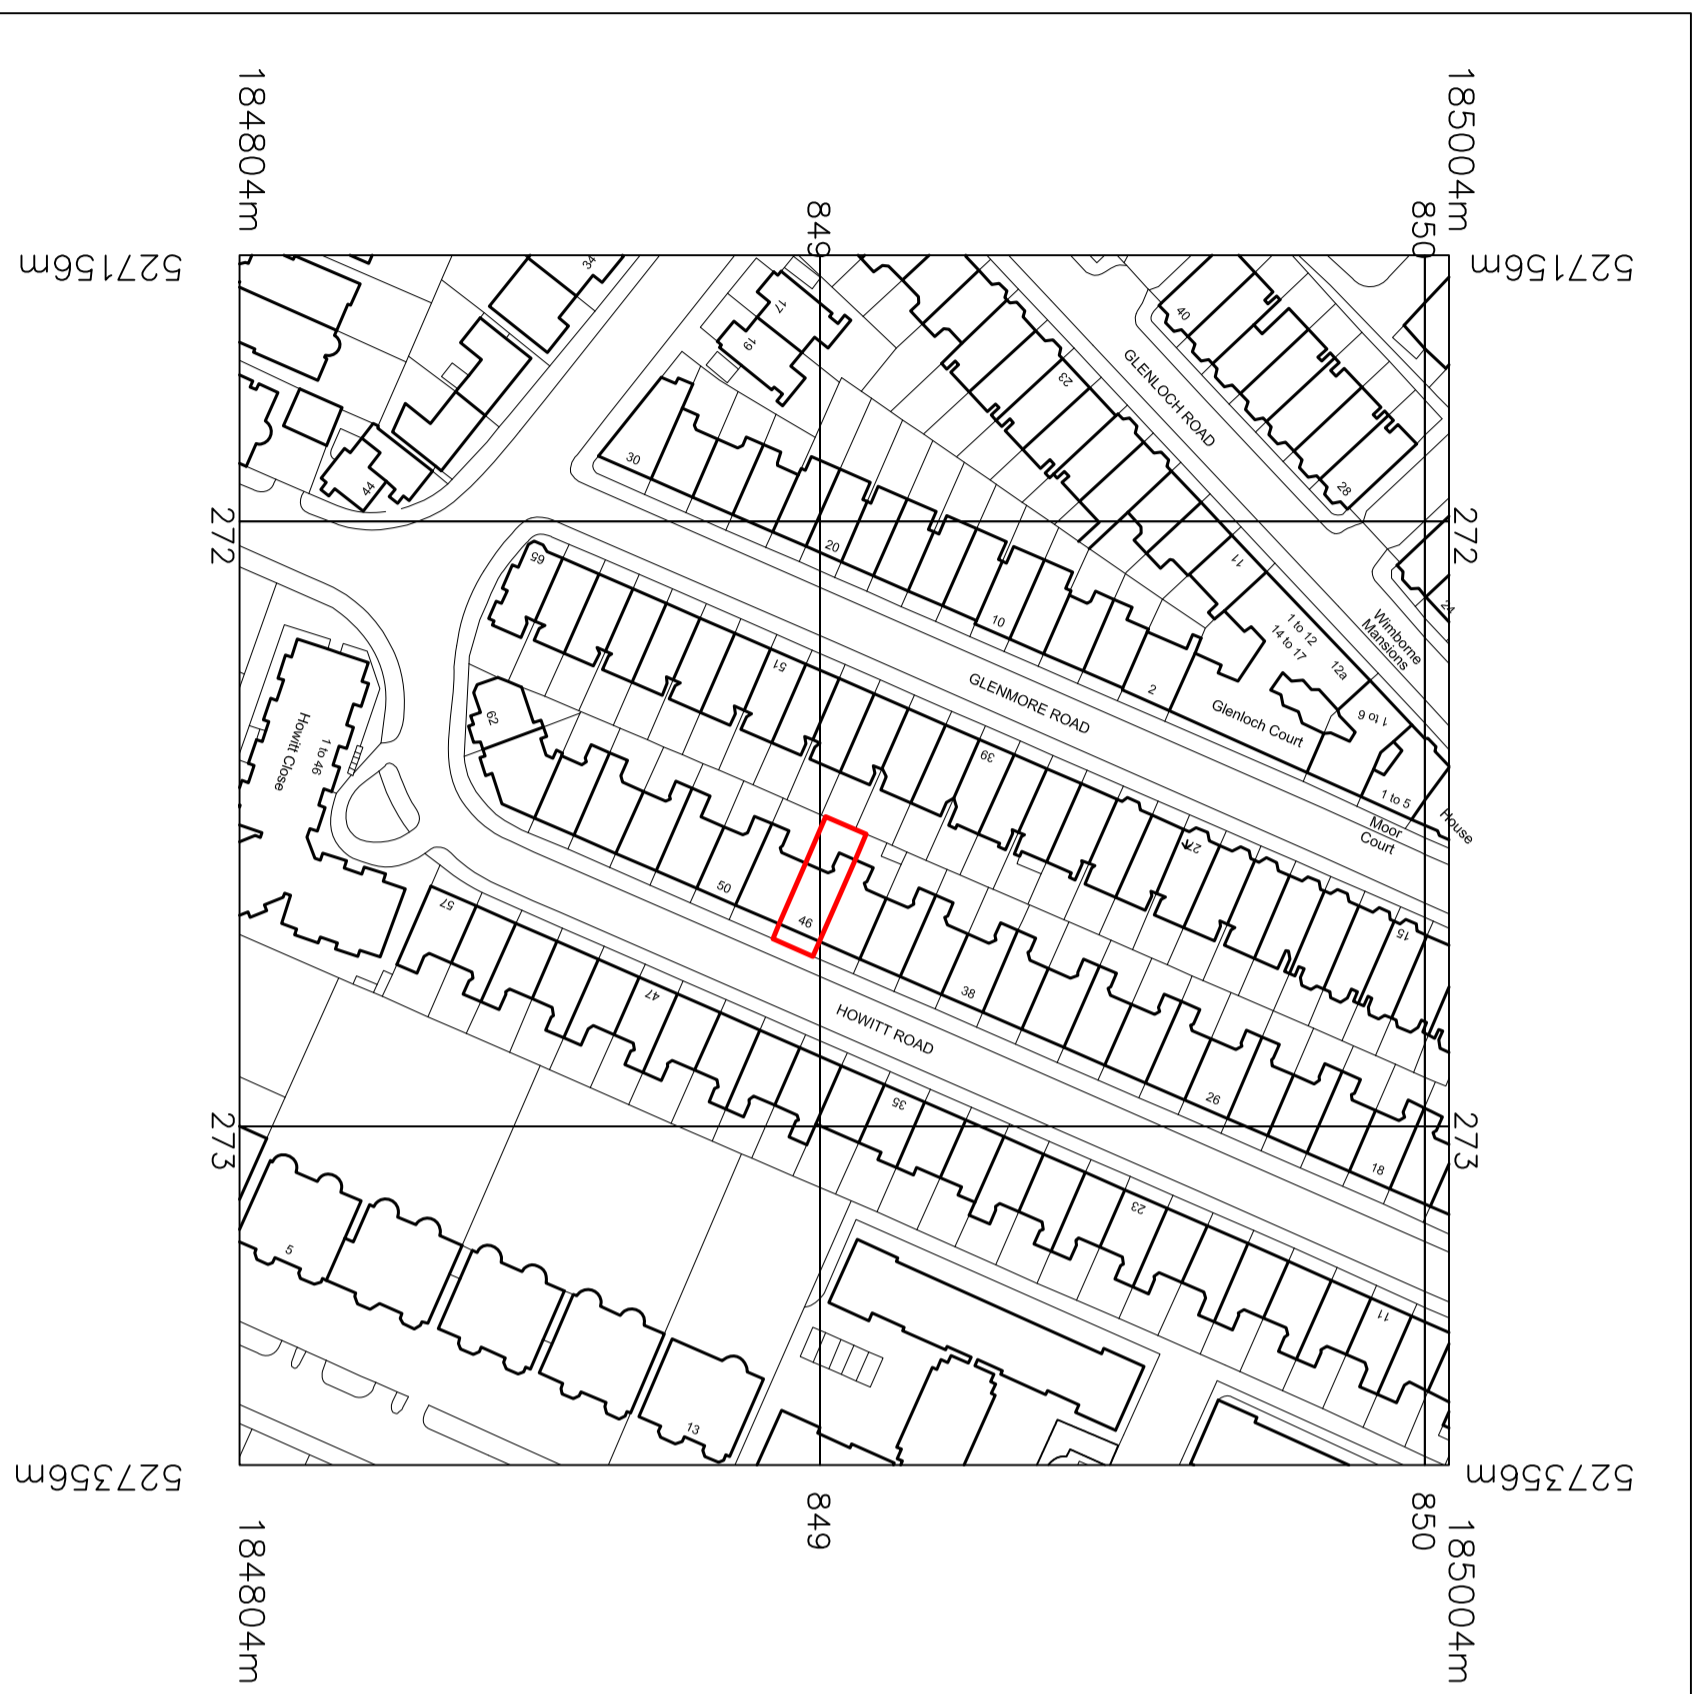 184804m
185004m
849
850
527156m
527156m
34
17
19
40
23
GLENLOCH ROAD
30
28
44
272
272
20
65
11
24
Wimborne
Mansions
1 to 12
14 to 17
12a
10
51
2
GLENMORE ROAD
Glenloch Court
1 to 6
62
Howitt Close
1 to 46
39
1 to 5
House
Moor
Court
27
50
46
57
15
38
47
HOWITT ROAD
35
26
273
273
18
23
5
11
13
527356m
527356m
849
850
184804m
185004m